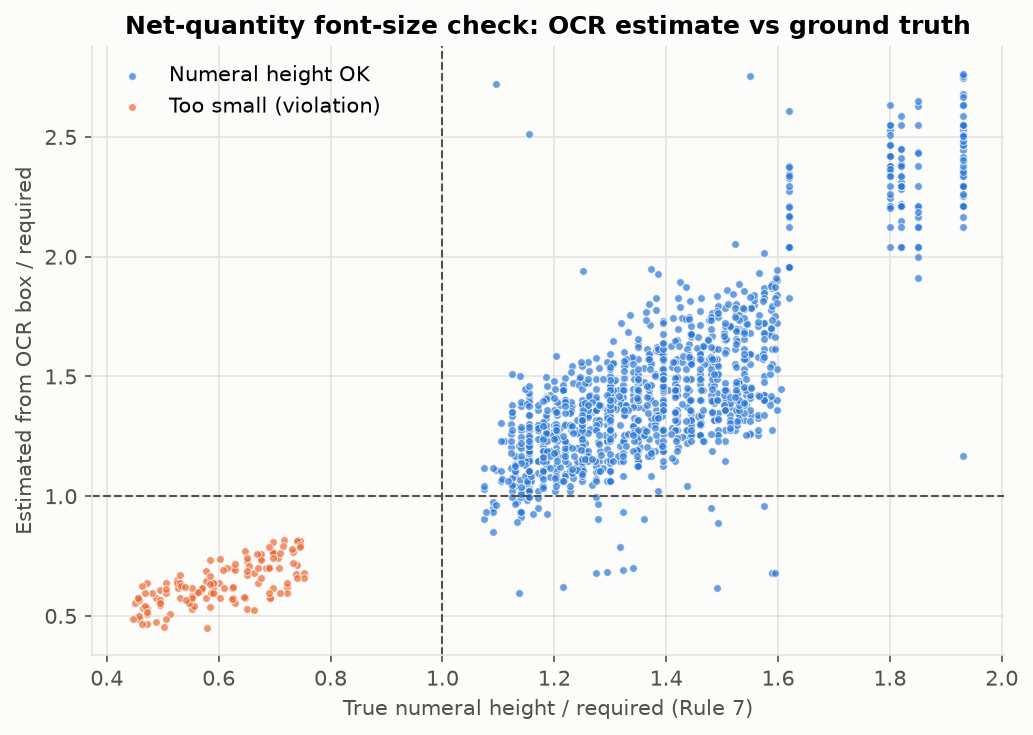 Net-quantity font-size check: OCR estimate vs ground truth
Numeral height OK
Too small (violation)
Estimated from OCR box / required
2.5
2.0
1.5
1.0
0.5
0.4 0.6 0.8 1.0 1.2 1.4 1.6 1.8 2.0
True numeral height / required (Rule 7)